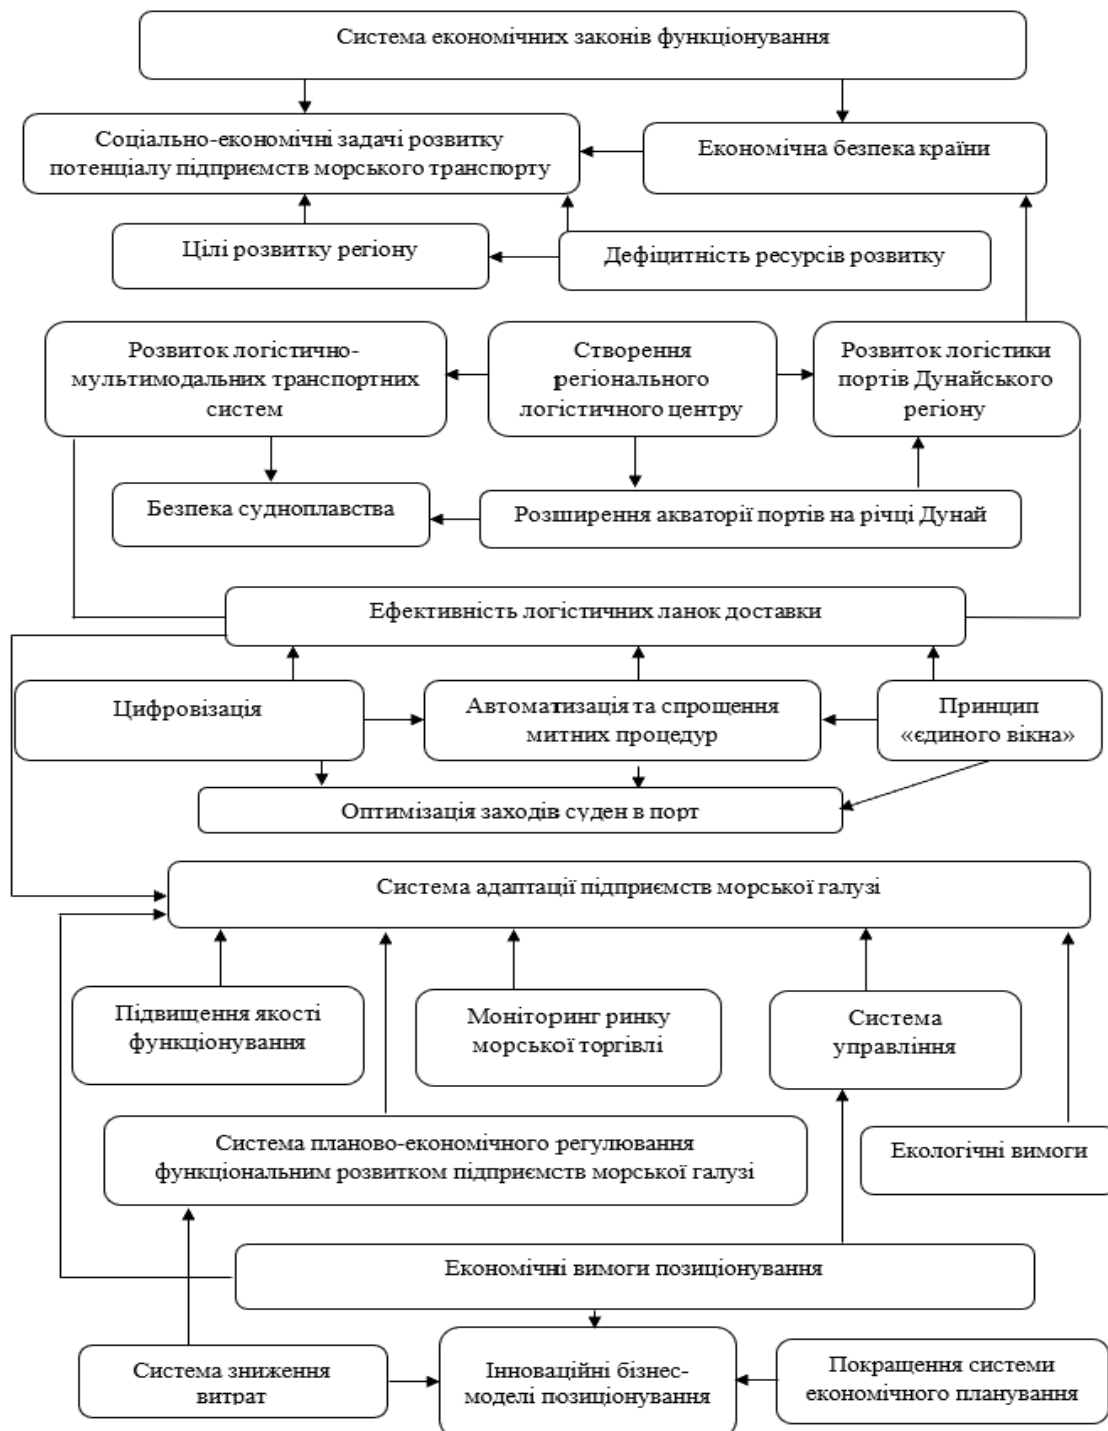 Система економічних законів функціонування
Соціально-економічні задачі розвитку
потенціалу підприємств морського транспорту
Економічна безпека країни
Цілі розвитку регіону
Дефіцитність ресурсів розвитку
Розвиток логістично-
мультимодальних транспортних
систем
Створення
регіонального
логістичного центру
Розвиток логістики
портів Дунайського
регіону
Безпека судноплавства
Розширення акваторії портів на річці Дунай
Ефективність логістичних ланок доставки
Цифровізація
Автоматизація та спрощення
митних процедур
Принцип
«єдиного вікна»
Оптимізація заходів суден в порт
Система адаптації підприємств морської галузі
Підвищення якості
функціонування
Моніторинг ринку
морської торгівлі
Система
управління
Система планово-економічного регулювання
функціональним розвитком підприємств морської галузі
Екологічні вимоги
Економічні вимоги позиціонування
Система зниження
витрат
Інноваційні бізнес-
моделі позиціонування
Покращення системи
економічного планування